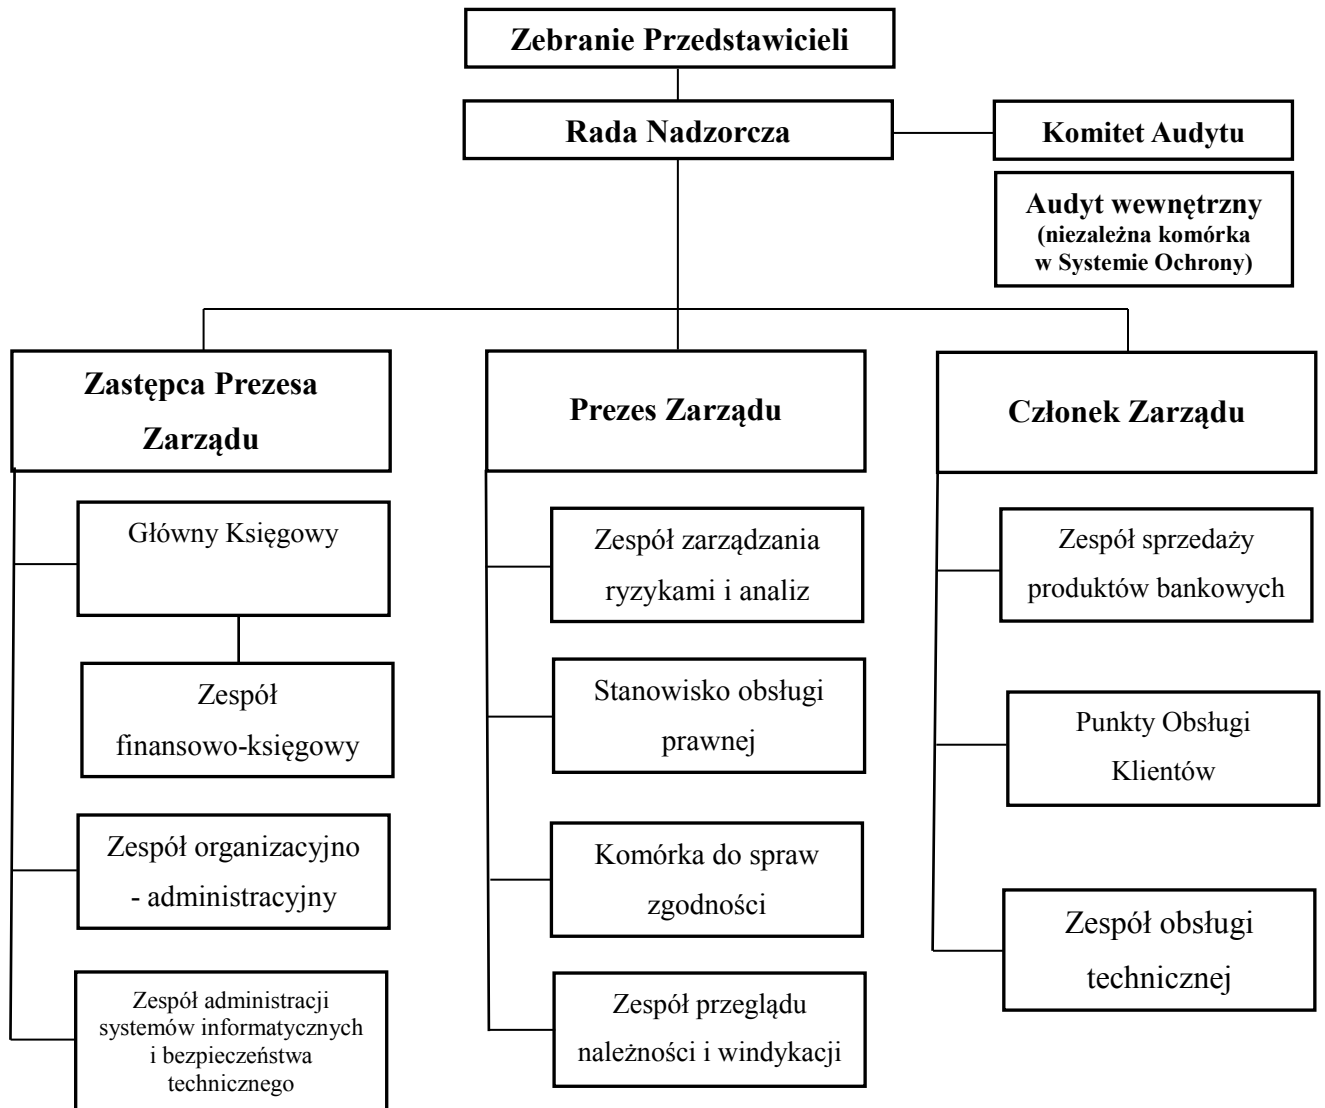 Zebranie Przedstawicieli
Rada Nadzorcza
Komitet Audytu
Audyt wewnętrzny
(niezależna komórka
w Systemie Ochrony)
Zastępca Prezesa
Zarządu
Główny Księgowy
Zespół
finansowo-księgowy
Zespół organizacyjno
- administracyjny
Zespół administracji
systemów informatycznych
i bezpieczeństwa
technicznego
Prezes Zarządu
Zespół zarządzania
ryzykami i analiz
Stanowisko obsługi
prawnej
Komórka do spraw
zgodności
Zespół przeglądu
należności i windykacji
Członek Zarządu
Zespół sprzedaży
produktów bankowych
Punkty Obsługi
Klientów
Zespół obsługi
technicznej